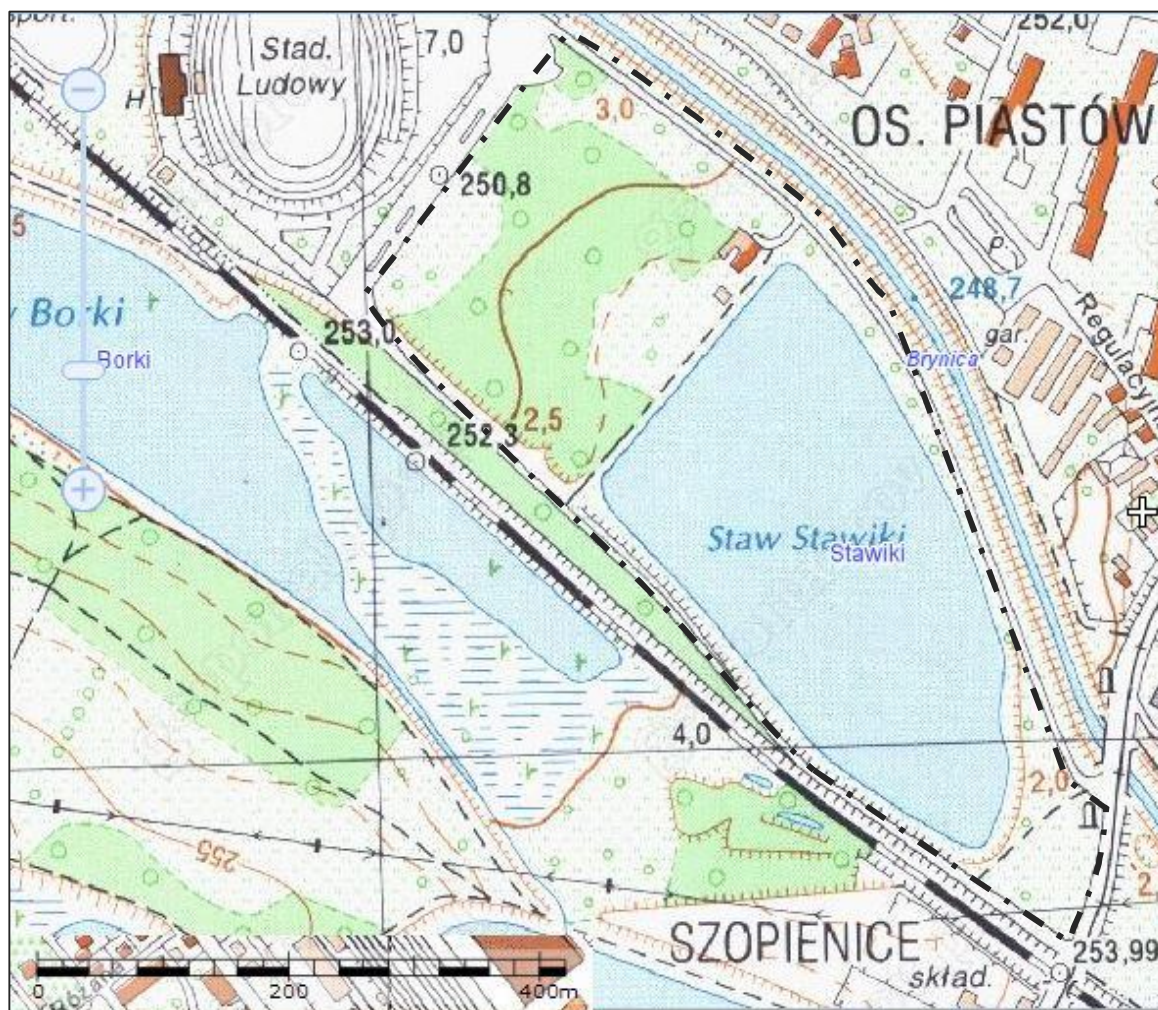 sport.
Stad.
Ludowy
7,0
H
252,0
3,0
OS. PIASTÓW
250,8
5
P
248,7
w Borki
Borki
253,0
gar.
Regulacyjn
Brynica
252,3
2,5
Staw Stawiki
Stawiki
4,0
2,0
255
2,
SZOPIENICE
skład.
253,99
0
200
400m